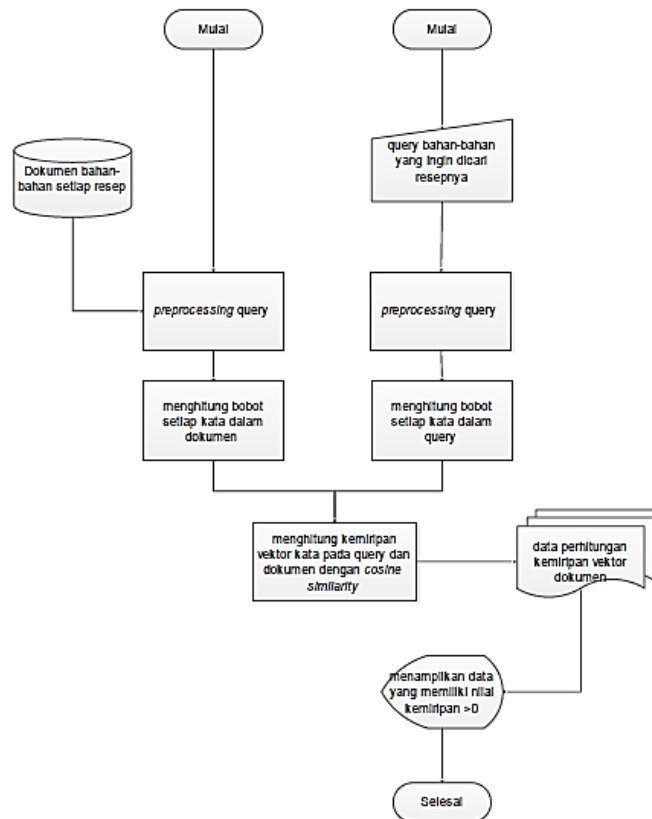 Mulai
Mulai
query bahan-bahan
yang ingin dicari
resepnya
Dokumen bahan-
bahan setiap resep
preprocessing query
preprocessing query
menghitung bobot
setiap kata dalam
dokumen
menghitung bobot
setiap kata dalam
query
menghitung kemiripan
vektor kata pada query dan
dokumen dengan cosine
similarity
data perhitungan
kemiripan vektor
dokumen
menampilkan data
yang memiliki nilai
kemiripan >0
Selesai